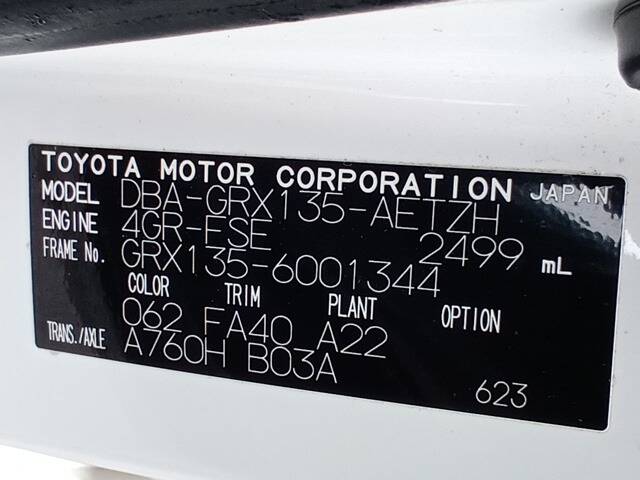 TOYOTA MOTOR CORPORATION JAPAN
MODEL DBA-GRX135-AETZH
ENGINE 4GR-FSE 2499 mL
FRAME No. GRX135-6001344
COLOR TRIM PLANT OPTION
062 FA40 A22
TRANS./AXLE A760H B03A
623